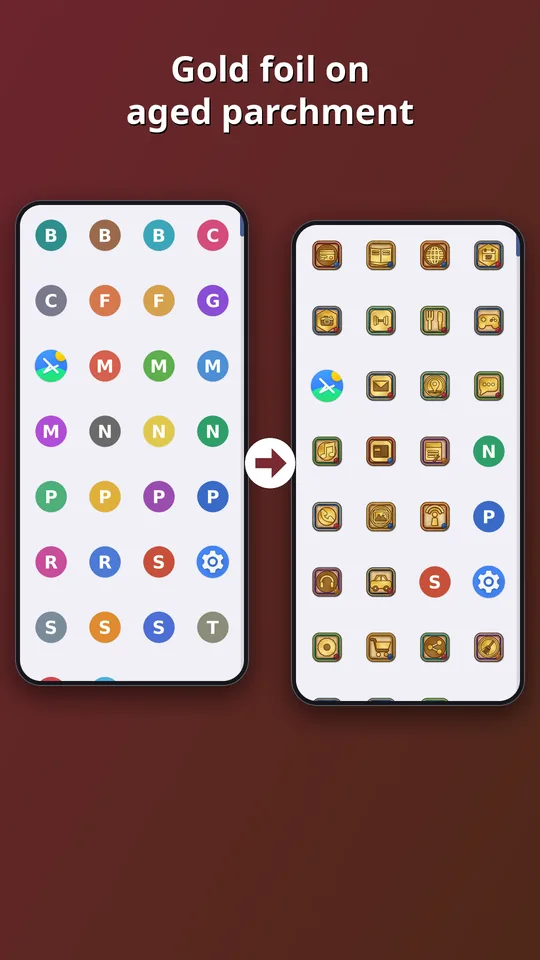 Gold foil on
aged parchment
B B B C
C F F G
M M M
M N N N
P P P P
R R S
S S S T
N
P
S